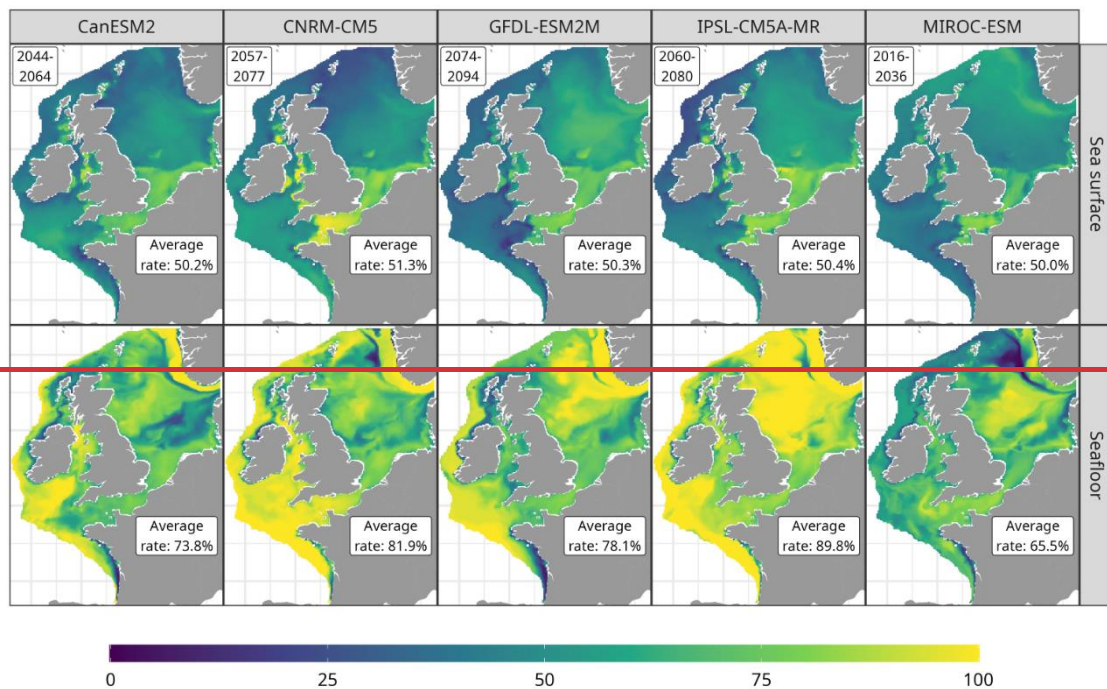 CanESM2
CNRM-CM5
GFDL-ESM2M
IPSL-CM5A-MR
MIROC-ESM
2044-
2064
2057-
2077
2074-
2094
2060-
2080
2016-
2036
Sea surface
Average
rate: 50.2%
Average
rate: 51.3%
Average
rate: 50.3%
Average
rate: 50.4%
Average
rate: 50.0%
Seafloor
Average
rate: 73.8%
Average
rate: 81.9%
Average
rate: 78.1%
Average
rate: 89.8%
Average
rate: 65.5%
0
25
50
75
100